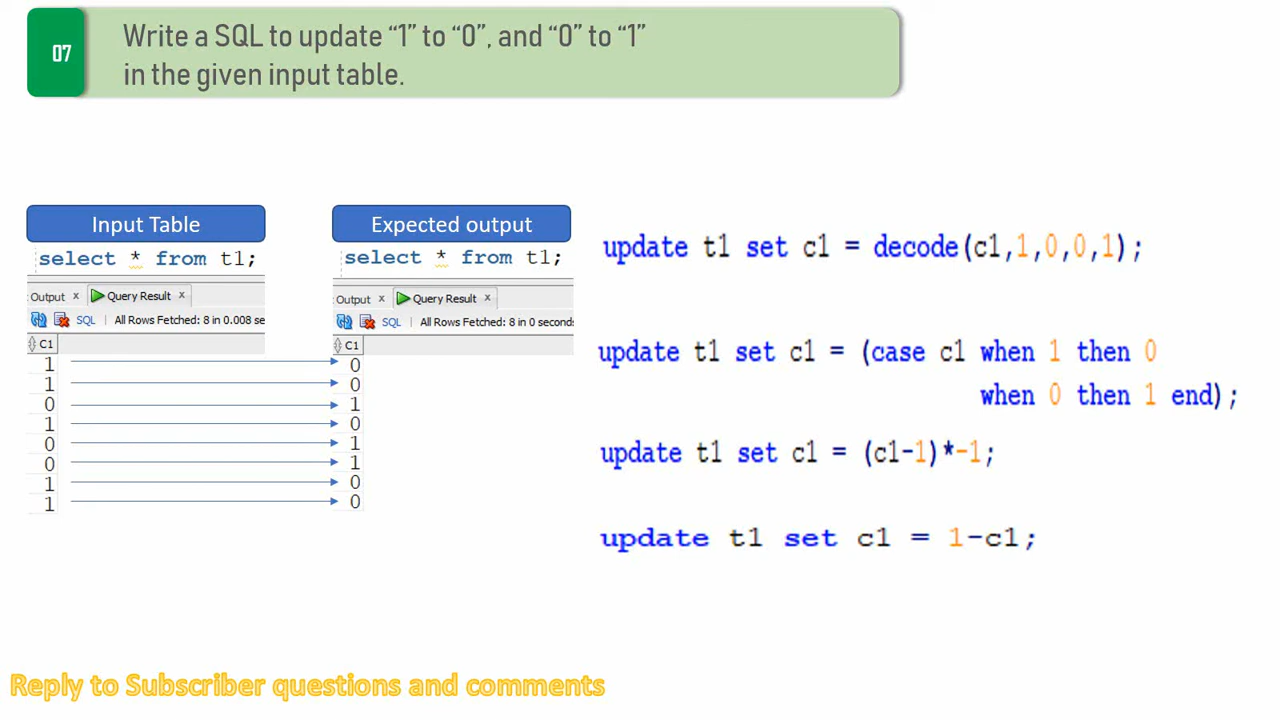 07
Write a SQL to update “1” to “0”, and “0” to “1”
in the given input table.
Input Table
select * from t1;
Output x Query Result x
SQL | All Rows Fetched: 8 in 0.008 se
C1
1
1
0
1
0
0
1
1
Expected output
select * from t1;
Output x Query Result x
SQL | All Rows Fetched: 8 in 0 seconds
C1
0
0
1
0
1
1
0
0
update t1 set c1 = decode(c1,1,0,0,1);
update t1 set c1 = (case c1 when 1 then 0
when 0 then 1 end);
update t1 set c1 = (c1-1)*-1;
update t1 set c1 = 1-c1;
Reply to Subscriber questions and comments